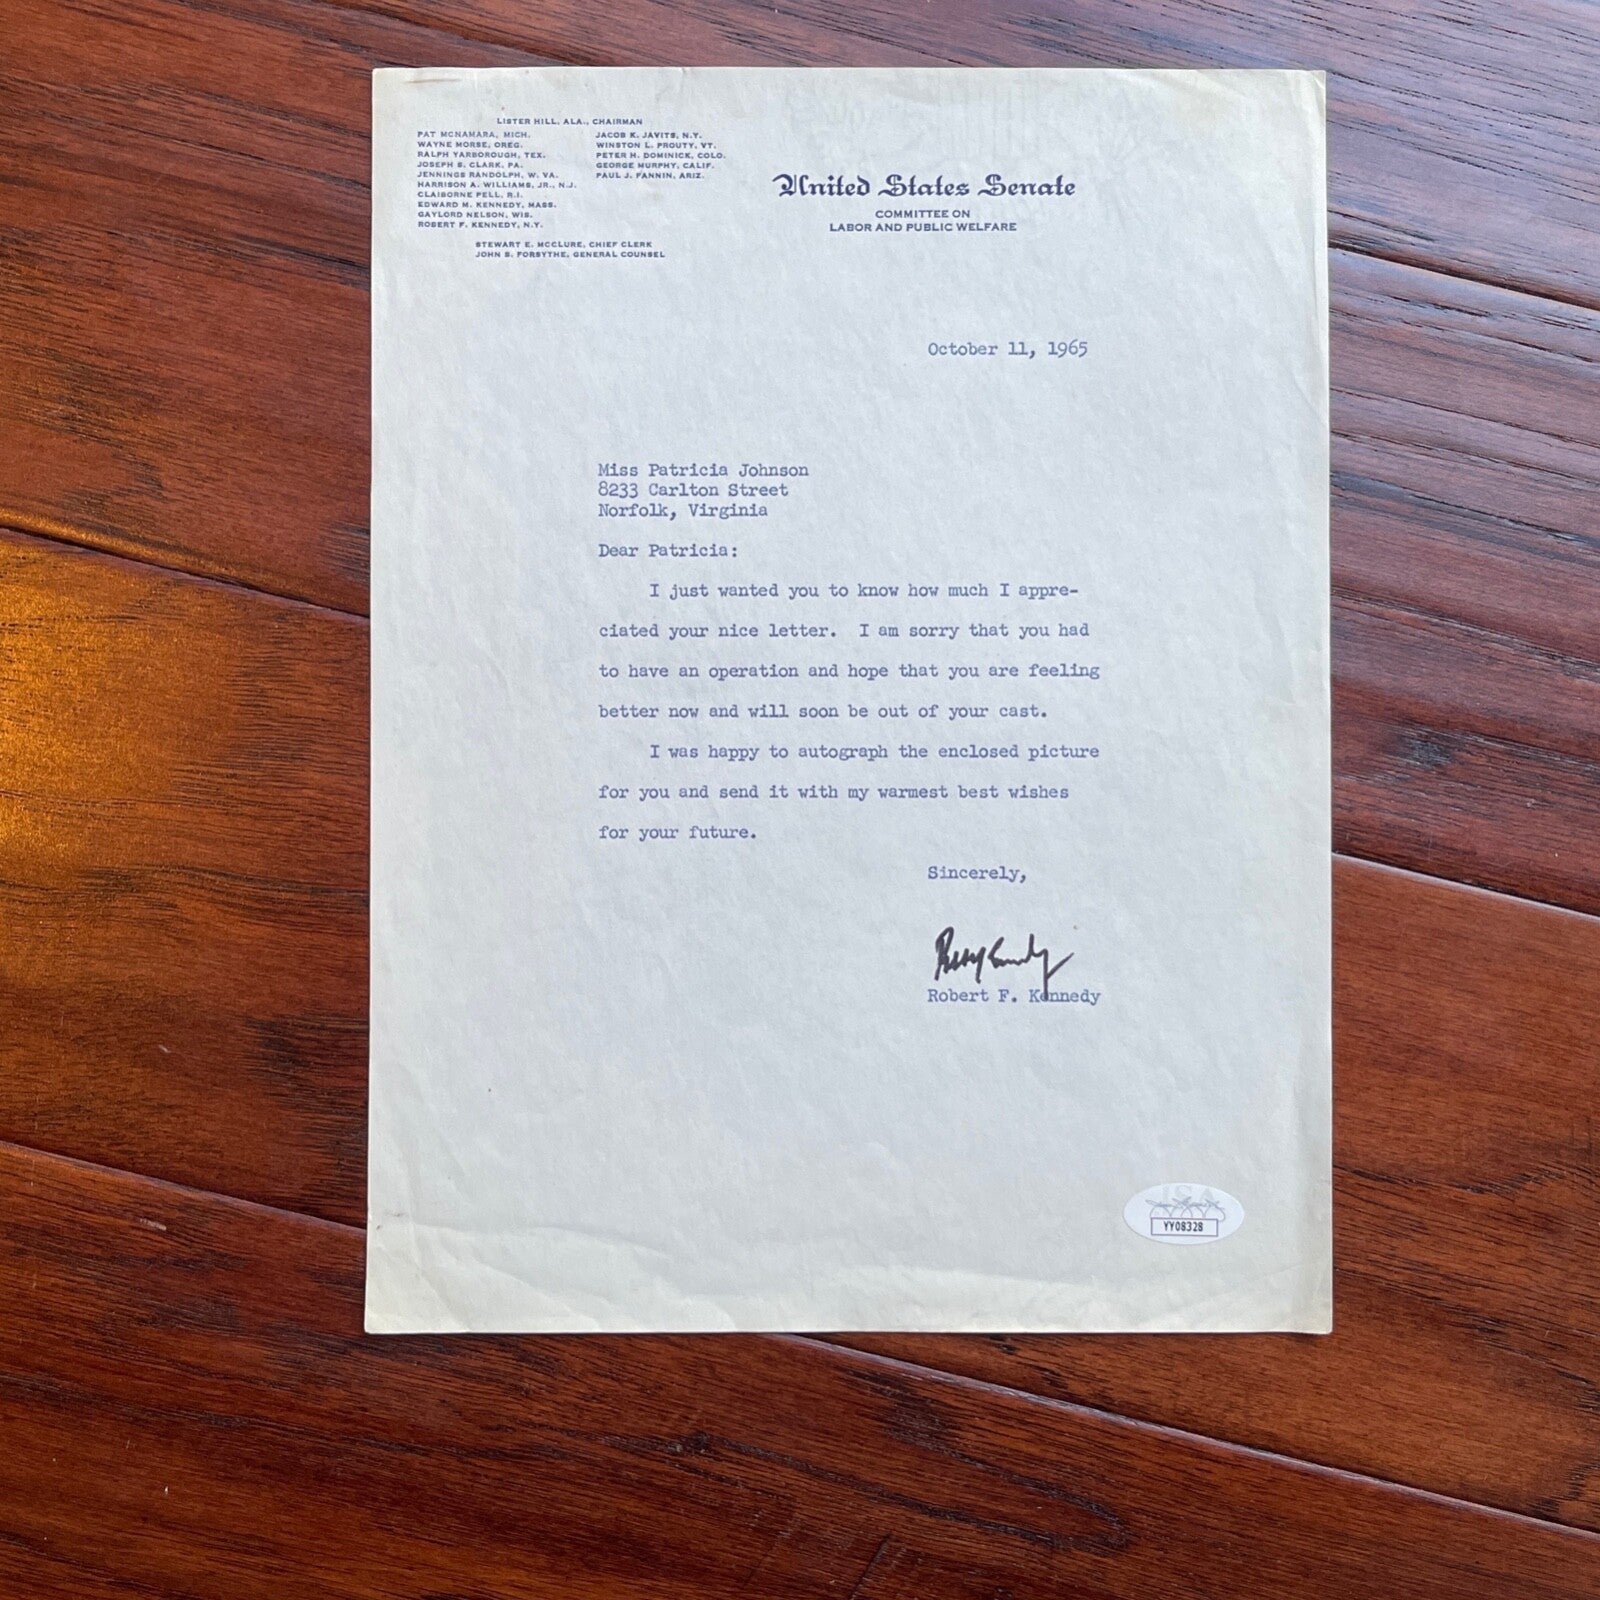 LISTER HILL, ALA., CHAIRMAN
PAT MCNAMARA, MICH.
WAYNE MORSE, OREG.
RALPH YARBOROUGH, TEX.
JOSEPH S. CLARK, PA.
JENNINGS RANDOLPH, W. VA.
HARRISON A. WILLIAMS, JR., N.J.
CLAIBORNE PELL, R.I.
EDWARD M. KENNEDY, MASS.
GAYLORD NELSON, WIS.
ROBERT F. KENNEDY, N.Y.
JACOB K. JAVITS, N.Y.
WINSTON L. PROUTY, VT.
PETER H. DOMINICK, COLO.
GEORGE MURPHY, CALIF.
PAUL J. FANNIN, ARIZ.
STEWART E. MCCLURE, CHIEF CLERK
JOHN S. FORSYTHE, GENERAL COUNSEL
United States Senate
COMMITTEE ON
LABOR AND PUBLIC WELFARE
October 11, 1965
Miss Patricia Johnson
8233 Carlton Street
Norfolk, Virginia
Dear Patricia:
I just wanted you to know how much I appre-
ciated your nice letter. I am sorry that you had
to have an operation and hope that you are feeling
better now and will soon be out of your cast.
I was happy to autograph the enclosed picture
for you and send it with my warmest best wishes
for your future.
Sincerely,
Robert F. Kennedy
JSA
YY08328